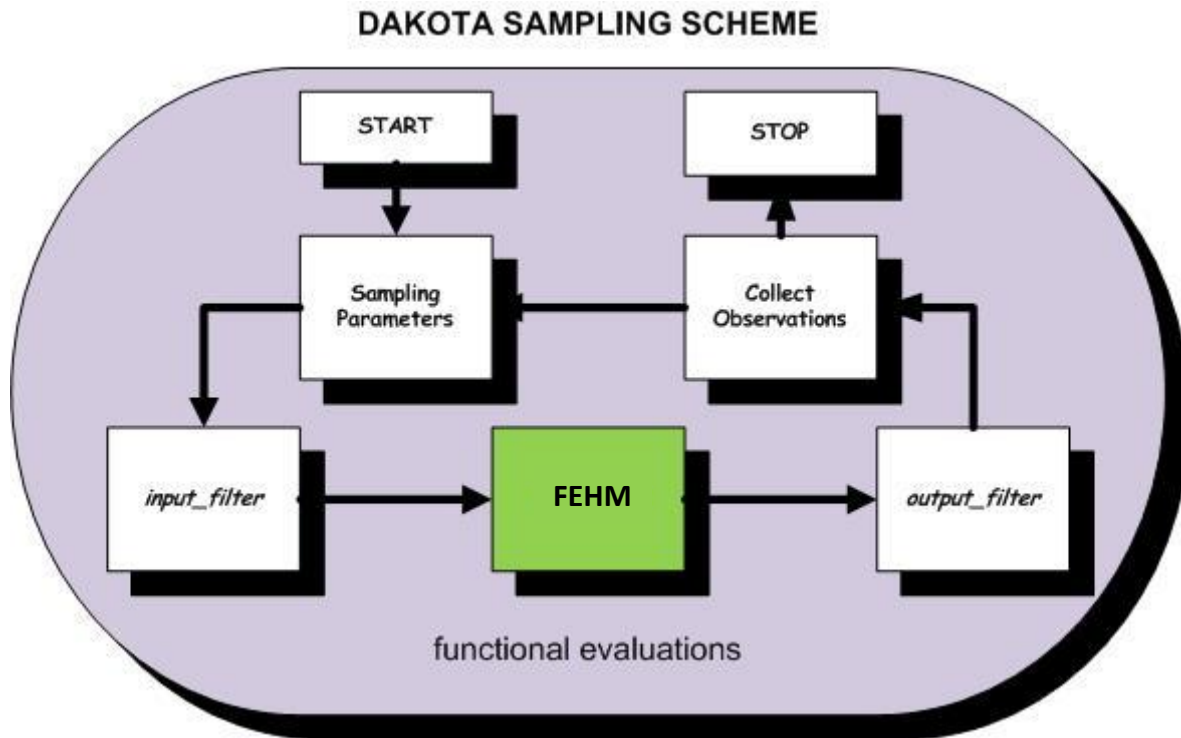 DAKOTA SAMPLING SCHEME
START
STOP
Sampling
Parameters
Collect
Observations
input_filter
FEHM
output_filter
functional evaluations